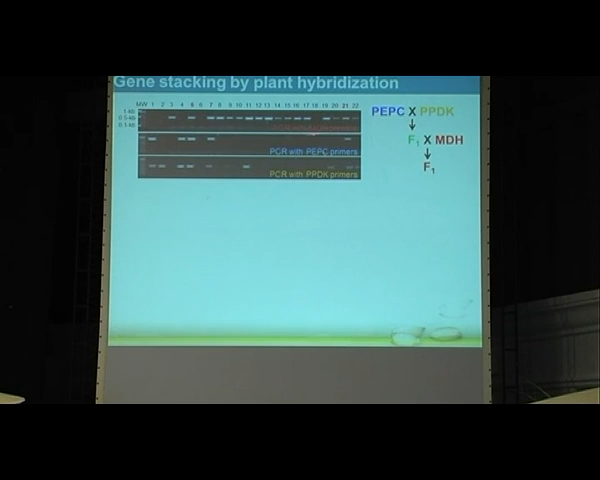 Gene stacking by plant hybridization
MW 1 2 3 4 5 6 7 8 9 10 11 12 13 14 15 16 17 18 19 20 21 22
1 kb
0.5 kb
0.1 kb
PCR with PEPC primers
PCR with PPDK primers
PEPC X PPDK
F1 X MDH
F1